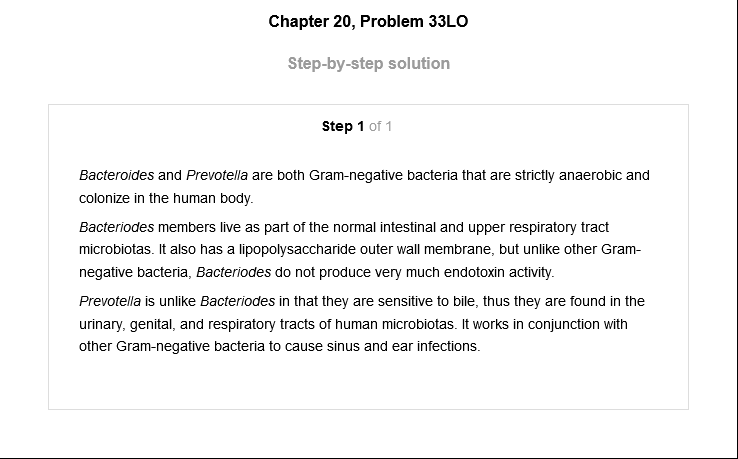 Chapter 20, Problem 33LO
Step-by-step solution
Step 1 of 1
Bacteroides and Prevotella are both Gram-negative bacteria that are strictly anaerobic and
colonize in the human body.
Bacteriodes members live as part of the normal intestinal and upper respiratory tract
microbiotas. It also has a lipopolysaccharide outer wall membrane, but unlike other Gram-
negative bacteria, Bacteriodes do not produce very much endotoxin activity.
Prevotella is unlike Bacteriodes in that they are sensitive to bile, thus they are found in the
urinary, genital, and respiratory tracts of human microbiotas. It works in conjunction with
other Gram-negative bacteria to cause sinus and ear infections.